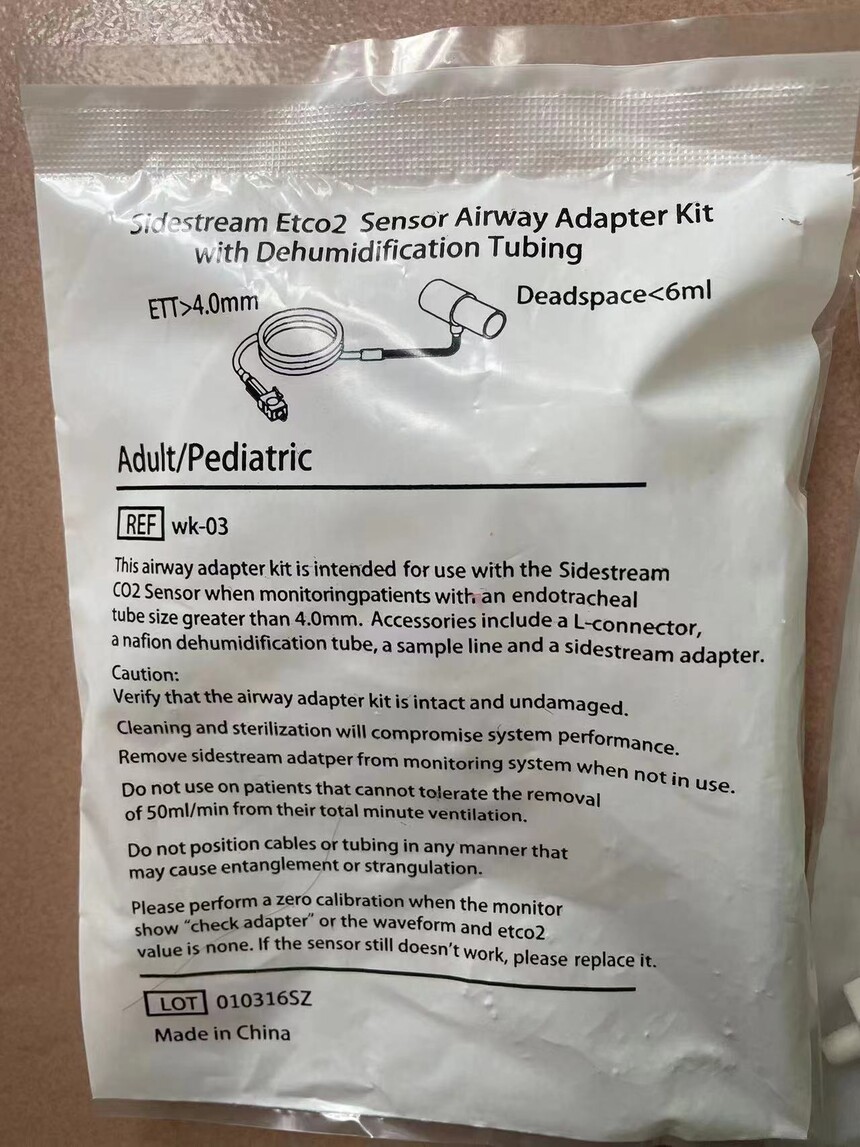 Sidestream Etco2 Sensor Airway Adapter Kit
with Dehumidification Tubing
ETT>4.0mm
Deadspace<6ml
Adult/Pediatric
REF wk-03
This airway adapter kit is intended for use with the Sidestream
CO2 Sensor when monitoringpatients with an endotracheal
tube size greater than 4.0mm. Accessories include a L-connector,
a nafion dehumidification tube, a sample line and a sidestream adapter.
Caution:
Verify that the airway adapter kit is intact and undamaged.
Cleaning and sterilization will compromise system performance.
Remove sidestream adatper from monitoring system when not in use.
Do not use on patients that cannot tolerate the removal
of 50ml/min from their total minute ventilation.
Do not position cables or tubing in any manner that
may cause entanglement or strangulation.
Please perform a zero calibration when the monitor
show “check adapter” or the waveform and etco2
value is none. If the sensor still doesn't work, please replace it.
LOT 010316SZ
Made in China